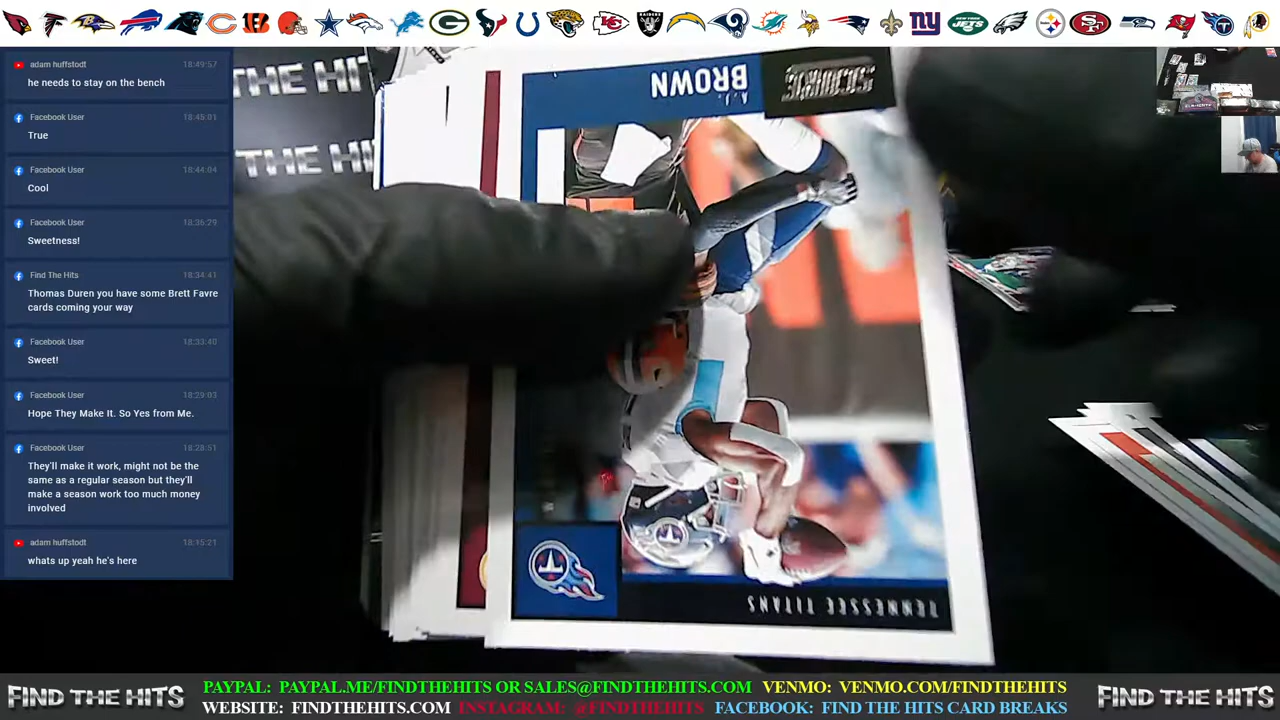 adam huffstodt 18:49:57
he needs to stay on the bench
Facebook User 18:45:01
True
Facebook User 18:44:04
Cool
Facebook User 18:36:29
Sweetness!
Find The Hits 18:34:41
Thomas Duren you have some Brett Favre
cards coming your way
Facebook User 18:33:40
Sweet!
Facebook User 18:29:03
Hope They Make It. So Yes from Me.
Facebook User 18:28:51
They'll make it work, might not be the
same as a regular season but they'll
make a season work too much money
involved
adam huffstodt 18:15:21
whats up yeah he's here
THE HITS
THE HI
A.J.
BROWN
SCORE
TENNESSEE TITANS
FIND THE HITS
PAYPAL: PAYPAL.ME/FINDTHEHITS OR SALES@FINDTHEHITS.COM VENMO: VENMO.COM/FINDTHEHITS
WEBSITE: FINDTHEHITS.COM INSTAGRAM: @FINDTHEHITS FACEBOOK: FIND THE HITS CARD BREAKS
FIND THE HITS